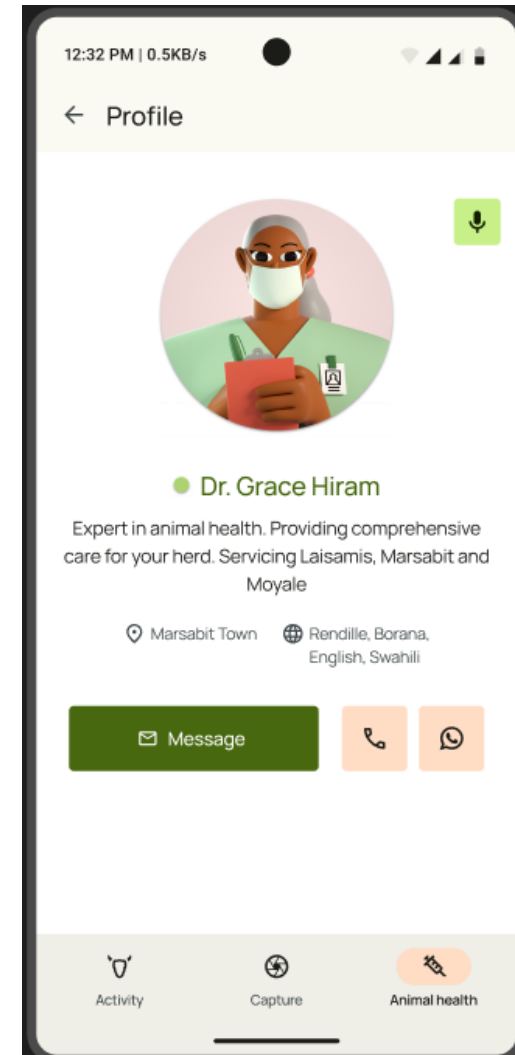 12:32 PM | 0.5KB/s
Profile
Dr. Grace Hiram
Expert in animal health. Providing comprehensive
care for your herd. Servicing Laisamis, Marsabit and
Moyale
Marsabit Town
Rendille, Borana,
English, Swahili
Message
Activity
Capture
Animal health